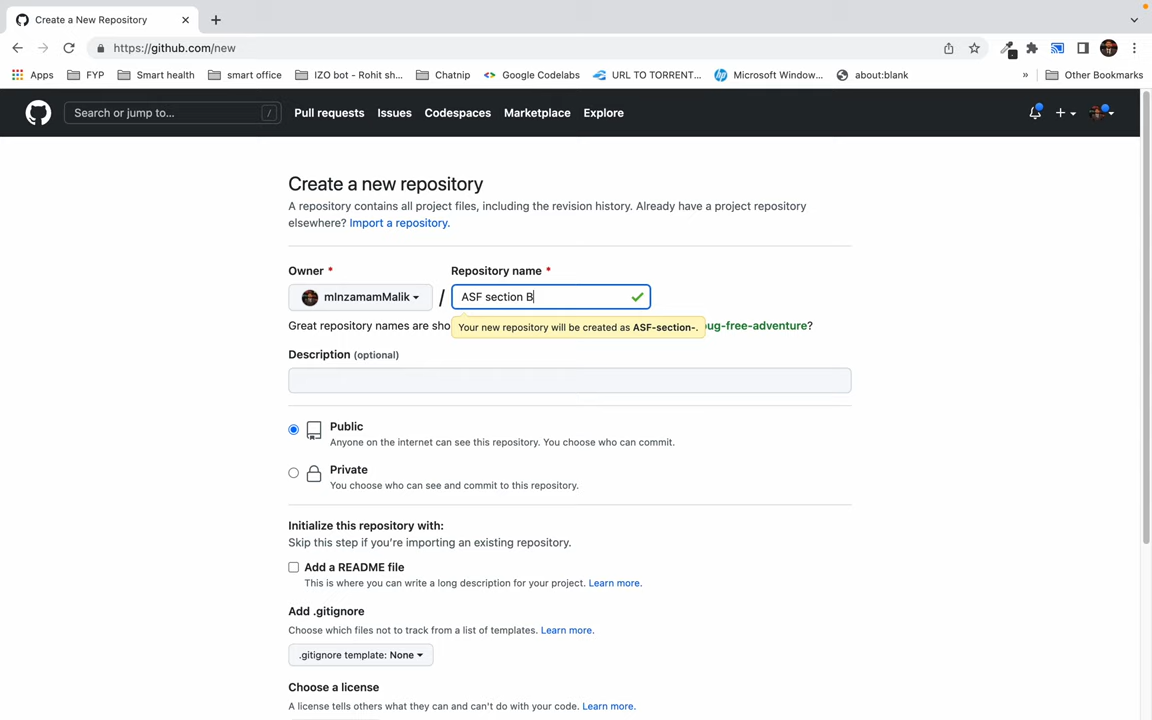 Create a New Repository
https://github.com/new
Apps FYP Smart health smart office IZO bot - Rohit sh... Chatnip Google Codelabs URL TO TORRENT... Microsoft Window... about:blank » Other Bookmarks
Search or jump to... / Pull requests Issues Codespaces Marketplace Explore
Create a new repository
A repository contains all project files, including the revision history. Already have a project repository
elsewhere? Import a repository.
Owner * Repository name *
mInzamamMalik / ASF section B
Great repository names are sho Your new repository will be created as ASF-section-. ug-free-adventure?
Description (optional)
Public
Anyone on the internet can see this repository. You choose who can commit.
Private
You choose who can see and commit to this repository.
Initialize this repository with:
Skip this step if you're importing an existing repository.
Add a README file
This is where you can write a long description for your project. Learn more.
Add .gitignore
Choose which files not to track from a list of templates. Learn more.
.gitignore template: None
Choose a license
A license tells others what they can and can't do with your code. Learn more.